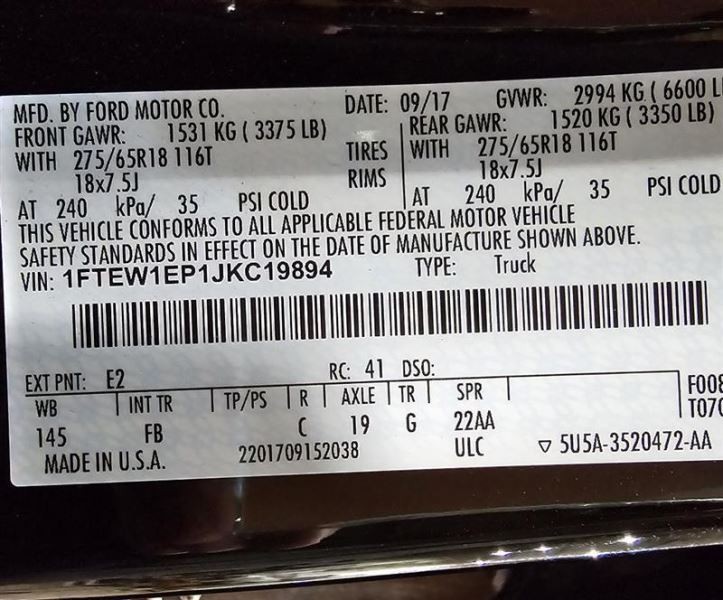 MFD. BY FORD MOTOR CO. DATE: 09/17 GVWR: 2994 KG ( 6600 L
FRONT GAWR: 1531 KG ( 3375 LB) REAR GAWR: 1520 KG ( 3350 LB)
WITH 275/65R18 116T TIRES WITH 275/65R18 116T
18x7.5J RIMS 18x7.5J
AT 240 kPa/ 35 PSI COLD AT 240 kPa/ 35 PSI COLD
THIS VEHICLE CONFORMS TO ALL APPLICABLE FEDERAL MOTOR VEHICLE
SAFETY STANDARDS IN EFFECT ON THE DATE OF MANUFACTURE SHOWN ABOVE.
VIN: 1FTEW1EP1JKC19894 TYPE: Truck
EXT PNT: E2 RC: 41 DSO:
WB INT TR TP/PS R AXLE TR SPR F008
145 FB C 19 G 22AA T070
MADE IN U.S.A. 2201709152038 ULC ▽ 5U5A-3520472-AA